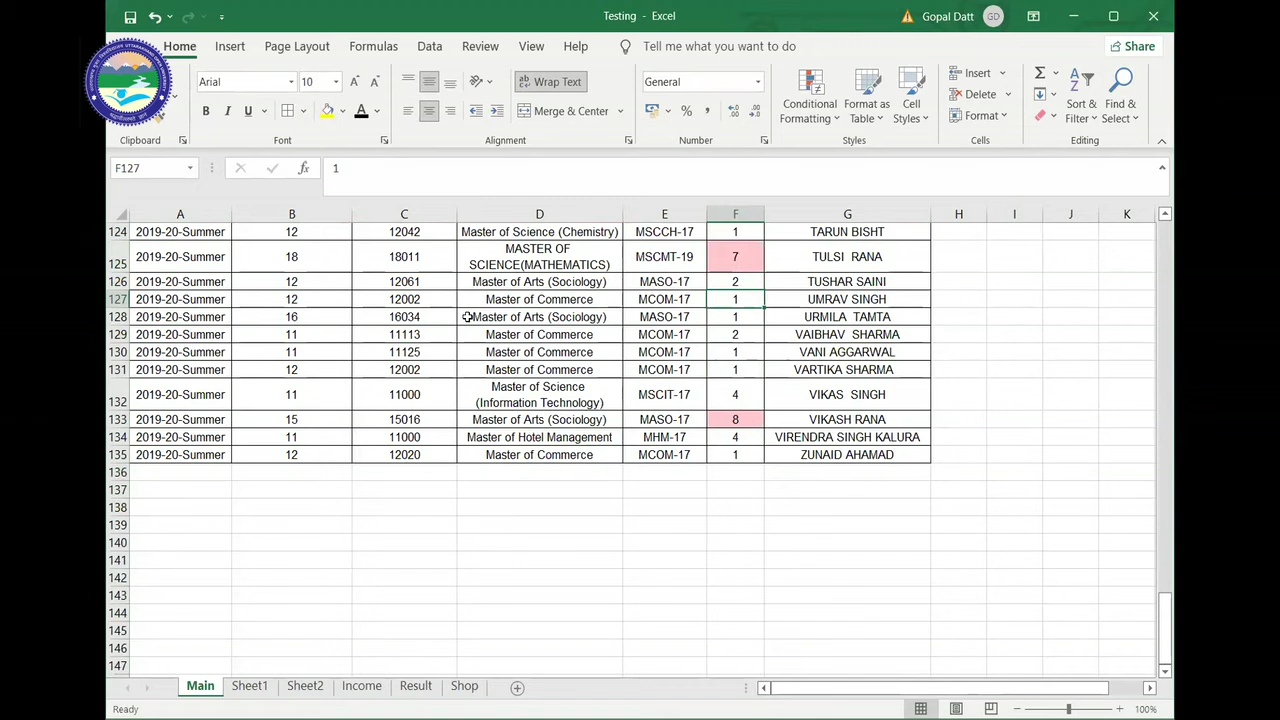 Testing - Excel
Gopal Datt
GD
Home
Insert
Page Layout
Formulas
Data
Review
View
Help
Tell me what you want to do
Share
Arial
10
ab Wrap Text
General
B I U
Merge & Center
Conditional Formatting
Format as Table
Cell Styles
Insert
Delete
Format
Sort & Filter
Find & Select
Clipboard
Font
Alignment
Number
Styles
Cells
Editing
F127
fx
1
A B C D E F G H I J K
124 2019-20-Summer 12 12042 Master of Science (Chemistry) MSCCH-17 1 TARUN BISHT
125 2019-20-Summer 18 18011 MASTER OF SCIENCE(MATHEMATICS) MSCMT-19 7 TULSI RANA
126 2019-20-Summer 12 12061 Master of Arts (Sociology) MASO-17 2 TUSHAR SAINI
127 2019-20-Summer 12 12002 Master of Commerce MCOM-17 1 UMRAV SINGH
128 2019-20-Summer 16 16034 Master of Arts (Sociology) MASO-17 1 URMILA TAMTA
129 2019-20-Summer 11 11113 Master of Commerce MCOM-17 2 VAIBHAV SHARMA
130 2019-20-Summer 11 11125 Master of Commerce MCOM-17 1 VANI AGGARWAL
131 2019-20-Summer 12 12002 Master of Commerce MCOM-17 1 VARTIKA SHARMA
132 2019-20-Summer 11 11000 Master of Science (Information Technology) MSCIT-17 4 VIKAS SINGH
133 2019-20-Summer 15 15016 Master of Arts (Sociology) MASO-17 8 VIKASH RANA
134 2019-20-Summer 11 11000 Master of Hotel Management MHM-17 4 VIRENDRA SINGH KALURA
135 2019-20-Summer 12 12020 Master of Commerce MCOM-17 1 ZUNAID AHAMAD
136
137
138
139
140
141
142
143
144
145
146
147
Main
Sheet1
Sheet2
Income
Result
Shop
Ready
100%